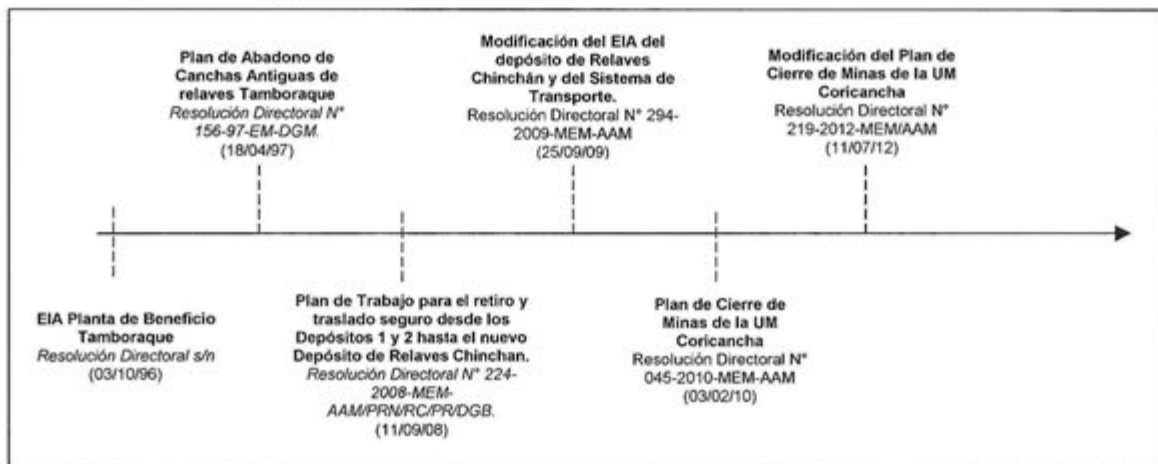 Plan de Abadono de
Canchas Antiguas de
relaves Tamboraque
Resolución Directoral N°
156-97-EM-DGM.
(18/04/97)
Modificación del EIA del
depósito de Relaves
Chinchán y del Sistema de
Transporte.
Resolución Directoral N° 294-
2009-MEM-AAM
(25/09/09)
Modificación del Plan de
Cierre de Minas de la UM
Coricancha
Resolución Directoral N°
219-2012-MEM/AAM
(11/07/12)
EIA Planta de Beneficio
Tamboraque
Resolución Directoral s/n
(03/10/96)
Plan de Trabajo para el retiro y
traslado seguro desde los
Depósitos 1 y 2 hasta el nuevo
Depósito de Relaves Chinchan.
Resolución Directoral N° 224-
2008-MEM-
AAM/PRN/RC/PR/DGB.
(11/09/08)
Plan de Cierre de
Minas de la UM
Coricancha
Resolución Directoral N°
045-2010-MEM-AAM
(03/02/10)